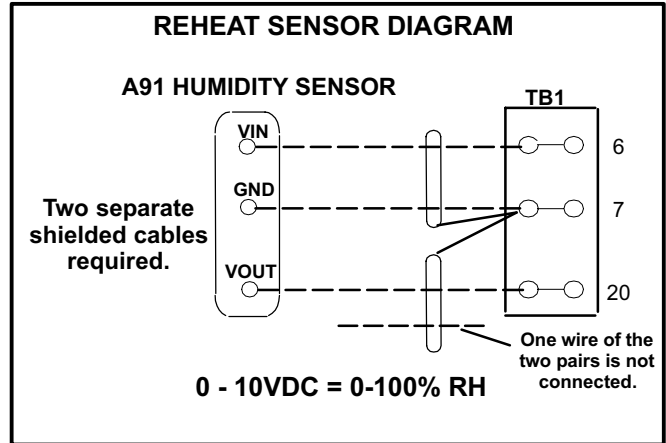 REHEAT SENSOR DIAGRAM
A91 HUMIDITY SENSOR
TB1
VIN
6
GND
7
Two separate
shielded cables
required.
VOUT
20
One wire of the
two pairs is not
connected.
0 - 10VDC = 0-100% RH